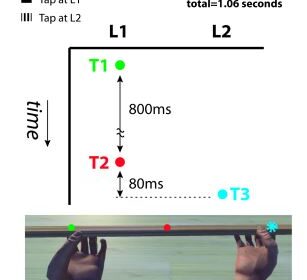 Tap at L1
total=1.06 seconds
Tap at L2
L1 L2
T1
800ms
time
T2
80ms
T3